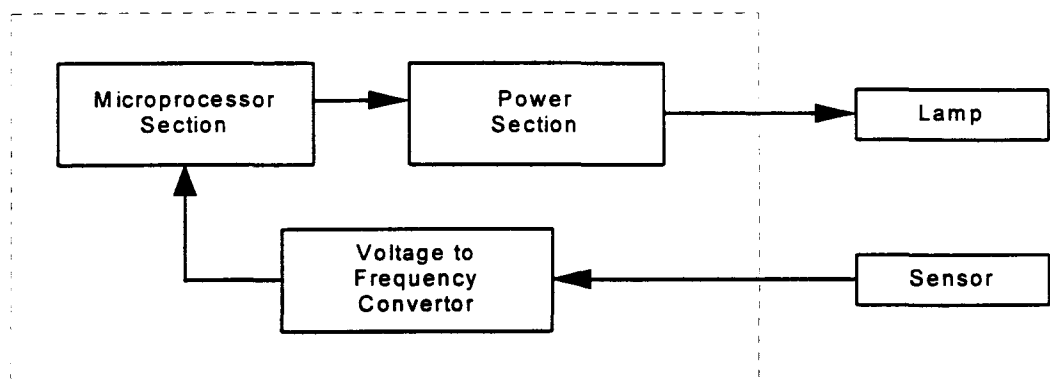 Microprocessor
Section
Power
Section
Lamp
Voltage to
Frequency
Convertor
Sensor